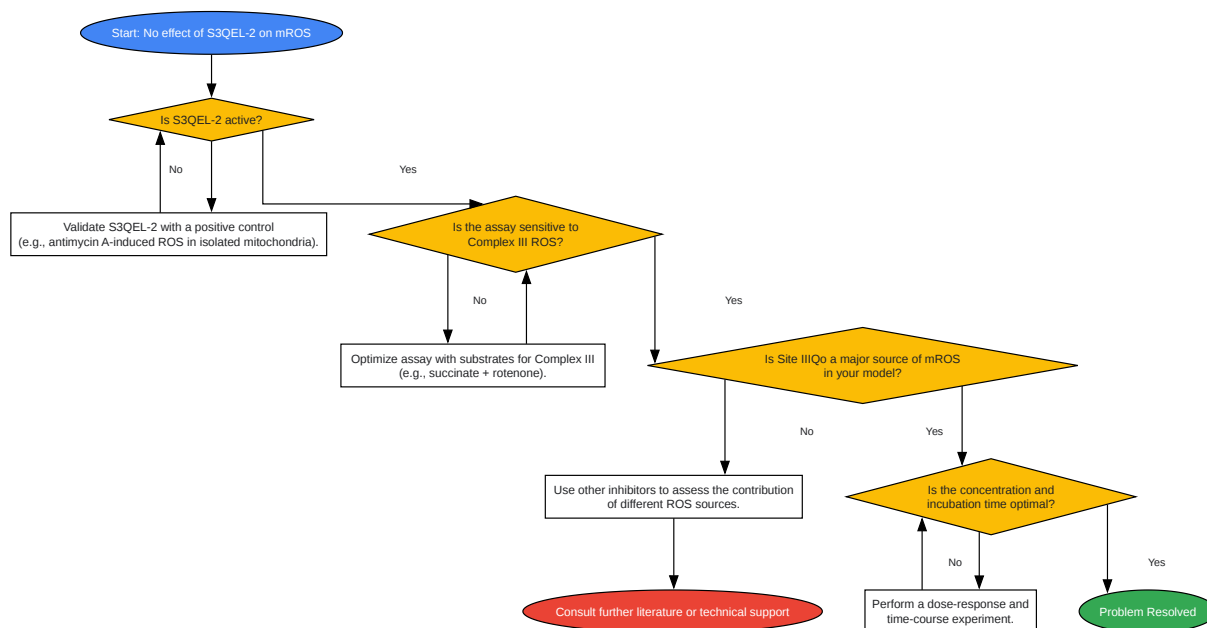 Start: No effect of S3QEL-2 on mROS
Is S3QEL-2 active?
No
Yes
Validate S3QEL-2 with a positive control
(e.g., antimycin A-induced ROS in isolated mitochondria).
Is the assay sensitive to
Complex III ROS?
No
Yes
Optimize assay with substrates for Complex III
(e.g., succinate + rotenone).
Is Site IIIQo a major source of mROS
in your model?
No
Yes
Use other inhibitors to assess the contribution
of different ROS sources.
Is the concentration and
incubation time optimal?
No
Yes
Consult further literature or technical support
Perform a dose-response and
time-course experiment.
Problem Resolved